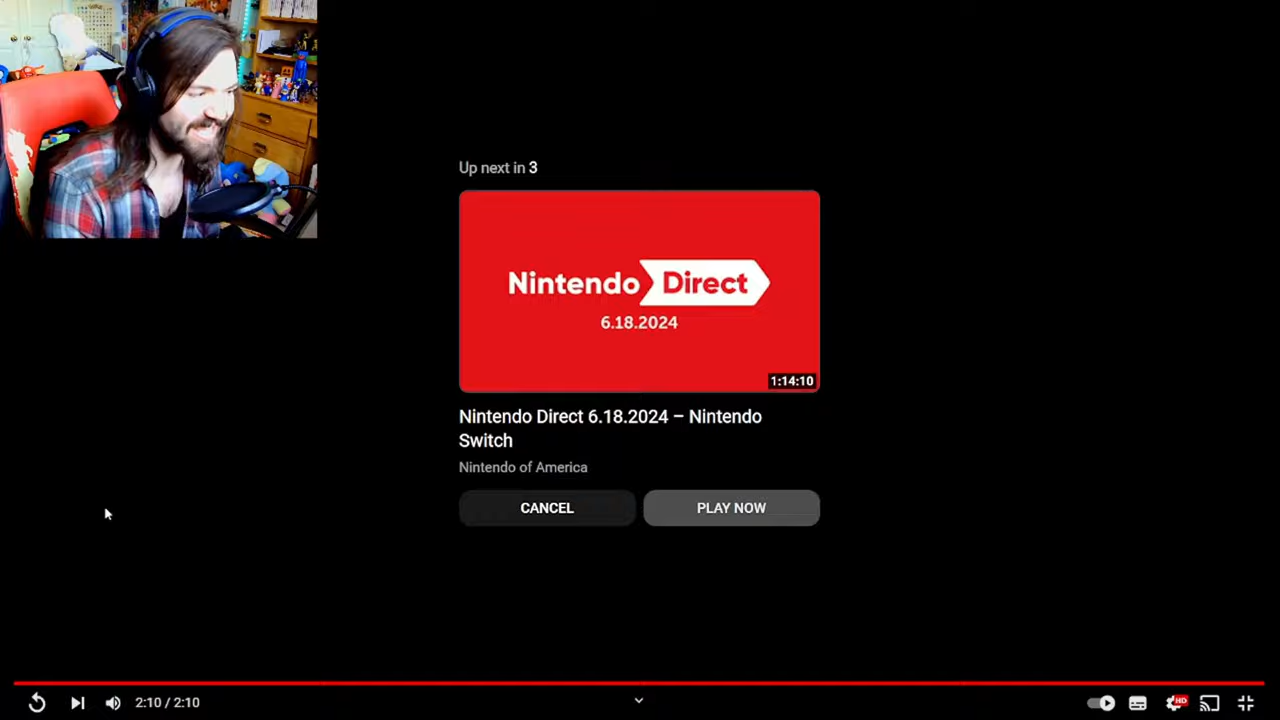 Up next in 3
Nintendo Direct
6.18.2024
1:14:10
Nintendo Direct 6.18.2024 – Nintendo
Switch
Nintendo of America
CANCEL
PLAY NOW
2:10 / 2:10
HD